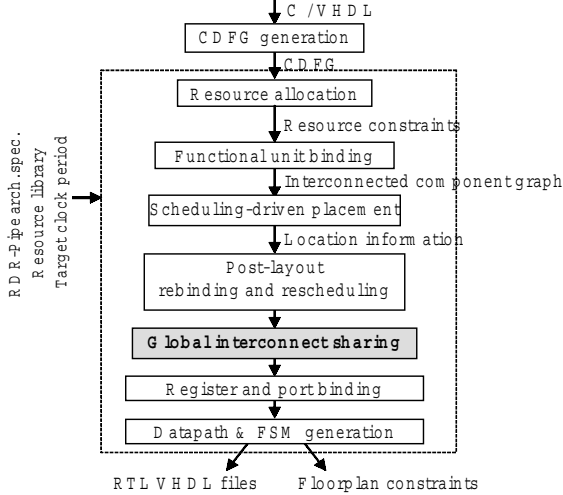 C /VHDL
CDFG generation
CDFG
Resource allocation
Resource constraints
Functional unit binding
Interconnected component graph
Scheduling-driven placement
Location information
Post-layout
rebinding and rescheduling
Global interconnect sharing
Register and port binding
Datapath & FSM generation
RTL VHDL files
Floorplan constraints
RDR-Pipe arch. spec.
Resource library
Target clock period